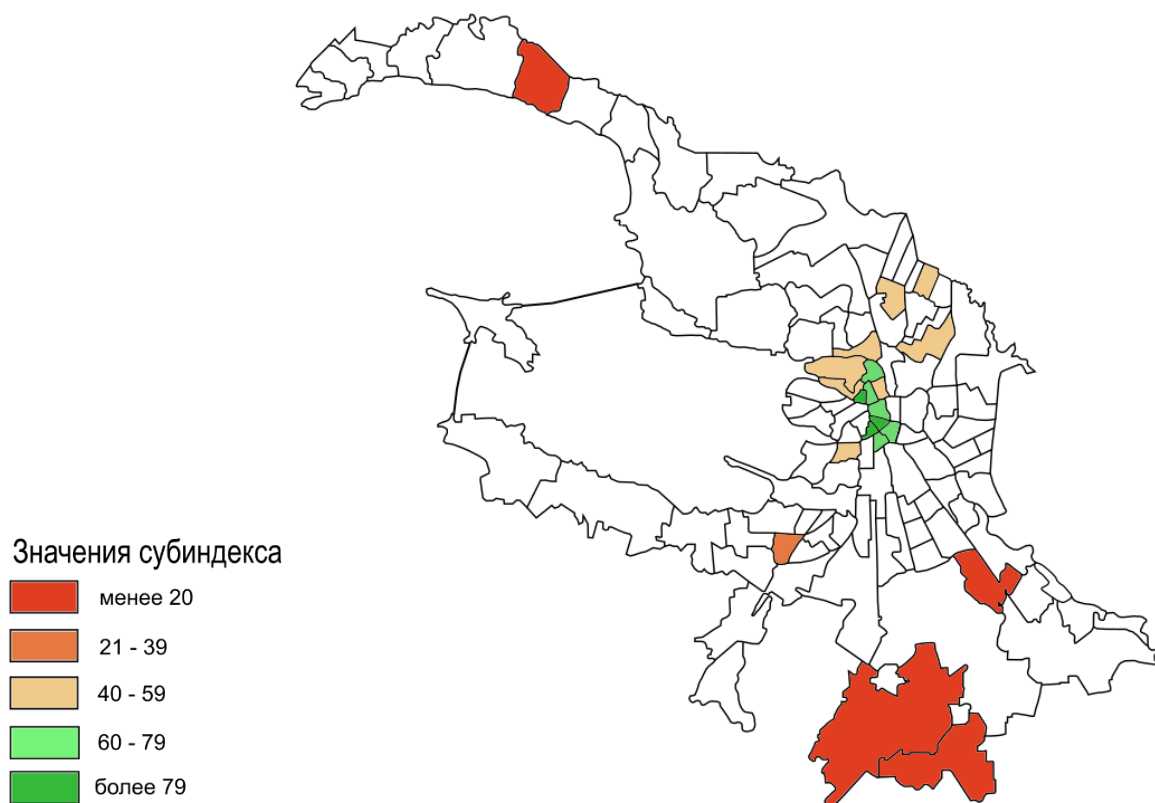 Значения субиндекса
менее 20
21 - 39
40 - 59
60 - 79
более 79